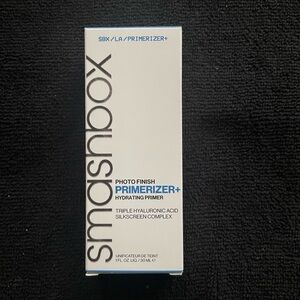 SBX/LA/PRIMERIZER+
smashbox
PHOTO FINISH
PRIMERIZER+
HYDRATING PRIMER
TRIPLE HYALURONIC ACID
SILKSCREEN COMPLEX
UNIFICATEUR DE TEINT
1 FL. OZ. LIQ. / 30 ML ℮